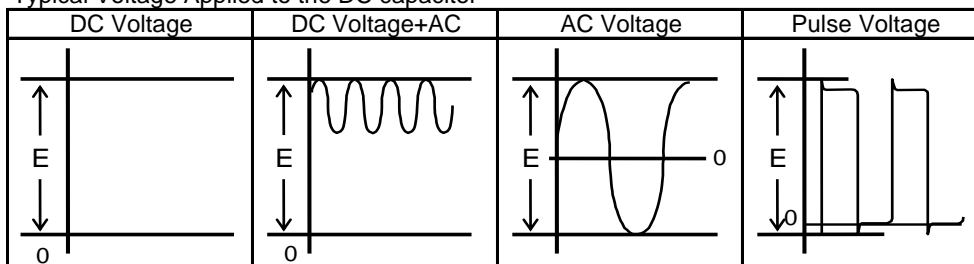 Typical Voltage Applied to the DC capacitor
DC Voltage DC Voltage+AC AC Voltage Pulse Voltage
E E E E
0 0
0 0